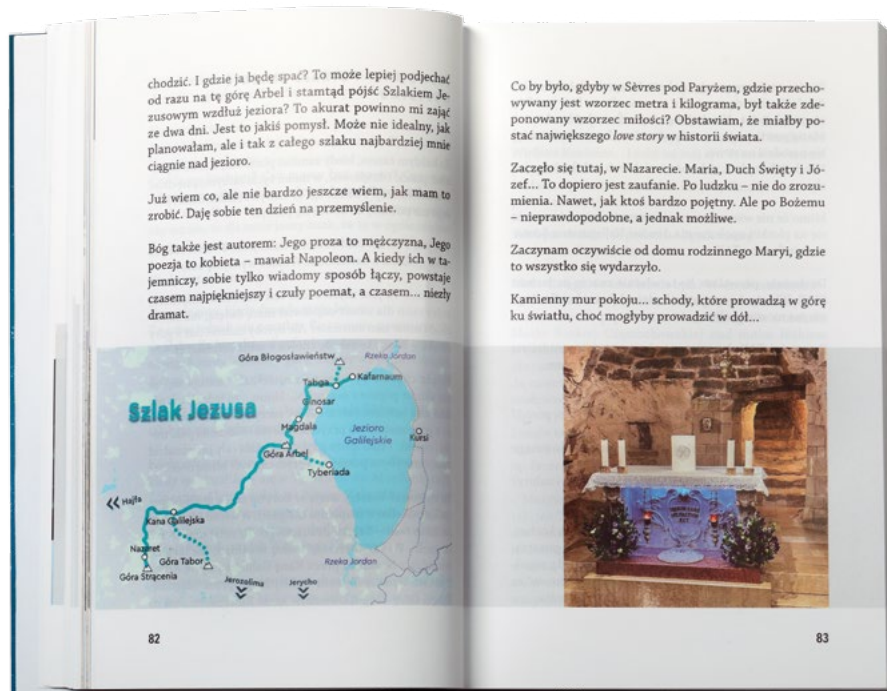 chodzić. I gdzie ja będę spać? To może lepiej podjechać
od razu na tę górę Arbel i stamtąd pójść Szlakiem Je-
zusowym wzdłuż jeziora? To akurat powinno mi zająć
ze dwa dni. Jest to jakiś pomysł. Może nie idealny, jak
planowałam, ale i tak z całego szlaku najbardziej mnie
ciągnie nad jezioro.
Już wiem co, ale nie bardzo jeszcze wiem, jak mam to
zrobić. Daję sobie ten dzień na przemyślenie.
Bóg także jest autorem: Jego proza to mężczyzna, Jego
poezja to kobieta – mawiał Napoleon. A kiedy ich w ta-
jemniczy, sobie tylko wiadomy sposób łączy, powstaje
czasem najpiękniejszy i czuły poemat, a czasem... niezły
dramat.
Szlak Jezusa
Góra Błogosławieństw
Rzeka Jordan
Tabga
Kafarnaum
Ginosar
Magdala
Jezioro
Galilejskie
Kursi
Góra Arbel
Tyberiada
Hajfa
Kana Galilejska
Nazaret
Góra Tabor
Góra Strącenia
Rzeka Jordan
Jerozolima
Jerycho
82
Co by było, gdyby w Sèvres pod Paryżem, gdzie przecho-
wywany jest wzorzec metra i kilograma, był także zde-
ponowany wzorzec miłości? Obstawiam, że miałby po-
stać największego love story w historii świata.
Zaczęło się tutaj, w Nazarecie. Maria, Duch Święty i Jó-
zef... To dopiero jest zaufanie. Po ludzku – nie do zrozu-
mienia. Nawet, jak ktoś bardzo pojętny. Ale po Bożemu
– nieprawdopodobne, a jednak możliwe.
Zaczynam oczywiście od domu rodzinnego Maryi, gdzie
to wszystko się wydarzyło.
Kamienny mur pokoju... schody, które prowadzą w górę
ku światłu, choć mogłyby prowadzić w dół...
83